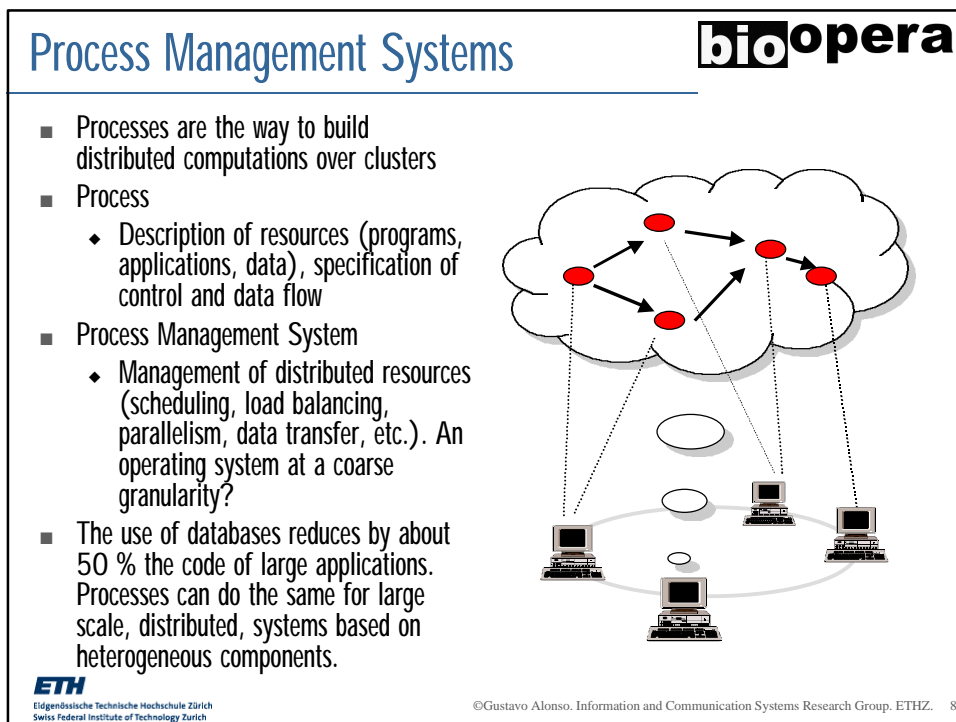 Process Management Systems
bioopera
■ Processes are the way to build
distributed computations over clusters
■ Process
◆ Description of resources (programs,
applications, data), specification of
control and data flow
■ Process Management System
◆ Management of distributed resources
(scheduling, load balancing,
parallelism, data transfer, etc.). An
operating system at a coarse
granularity?
■ The use of databases reduces by about
50 % the code of large applications.
Processes can do the same for large
scale, distributed, systems based on
heterogeneous components.
ETH
Eidgenössische Technische Hochschule Zürich
Swiss Federal Institute of Technology Zurich
©Gustavo Alonso. Information and Communication Systems Research Group. ETHZ. 8